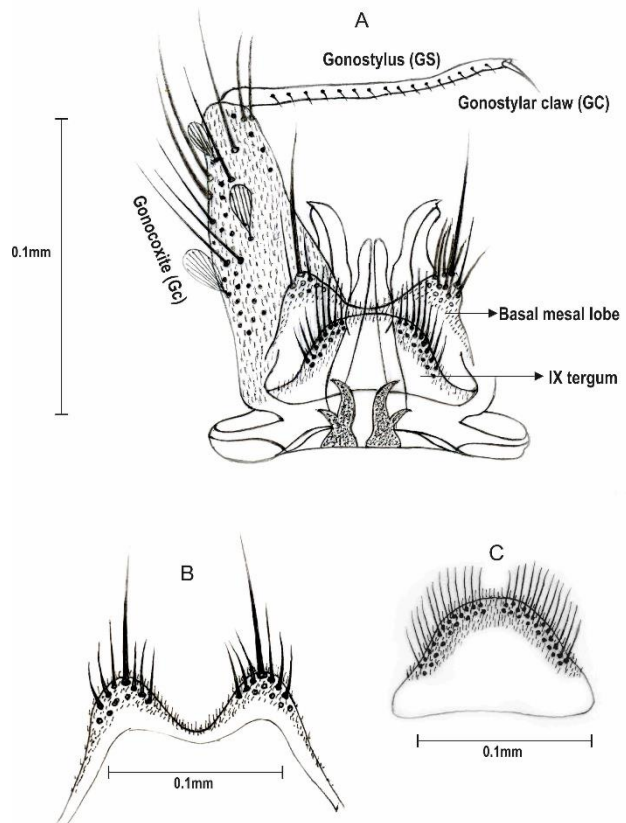 A
Gonostylus (GS)
Gonostylar claw (GC)
0.1mm
Gonocoxite (Gc)
Basal mesal lobe
IX tergum
B
C
0.1mm
0.1mm